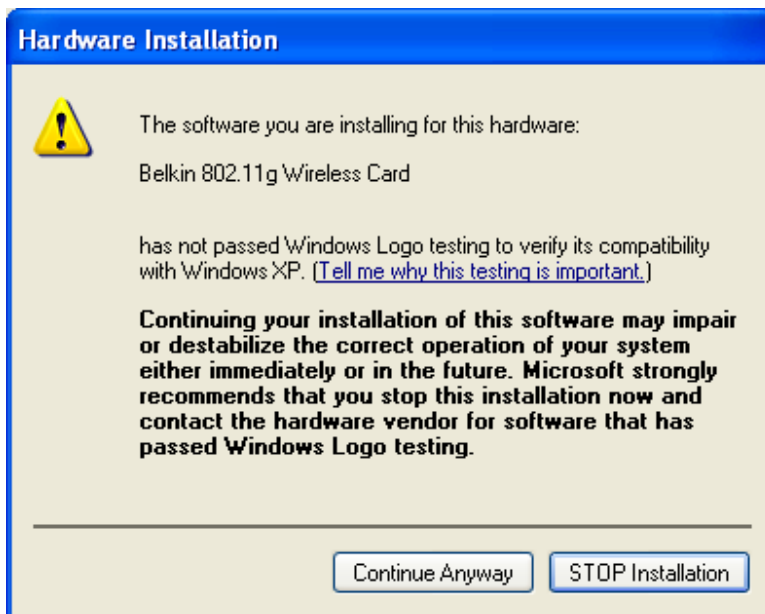 Hardware Installation
The software you are installing for this hardware:
Belkin 802.11g Wireless Card
has not passed Windows Logo testing to verify its compatibility
with Windows XP. (Tell me why this testing is important.)
Continuing your installation of this software may impair
or destabilize the correct operation of your system
either immediately or in the future. Microsoft strongly
recommends that you stop this installation now and
contact the hardware vendor for software that has
passed Windows Logo testing.
Continue Anyway STOP Installation